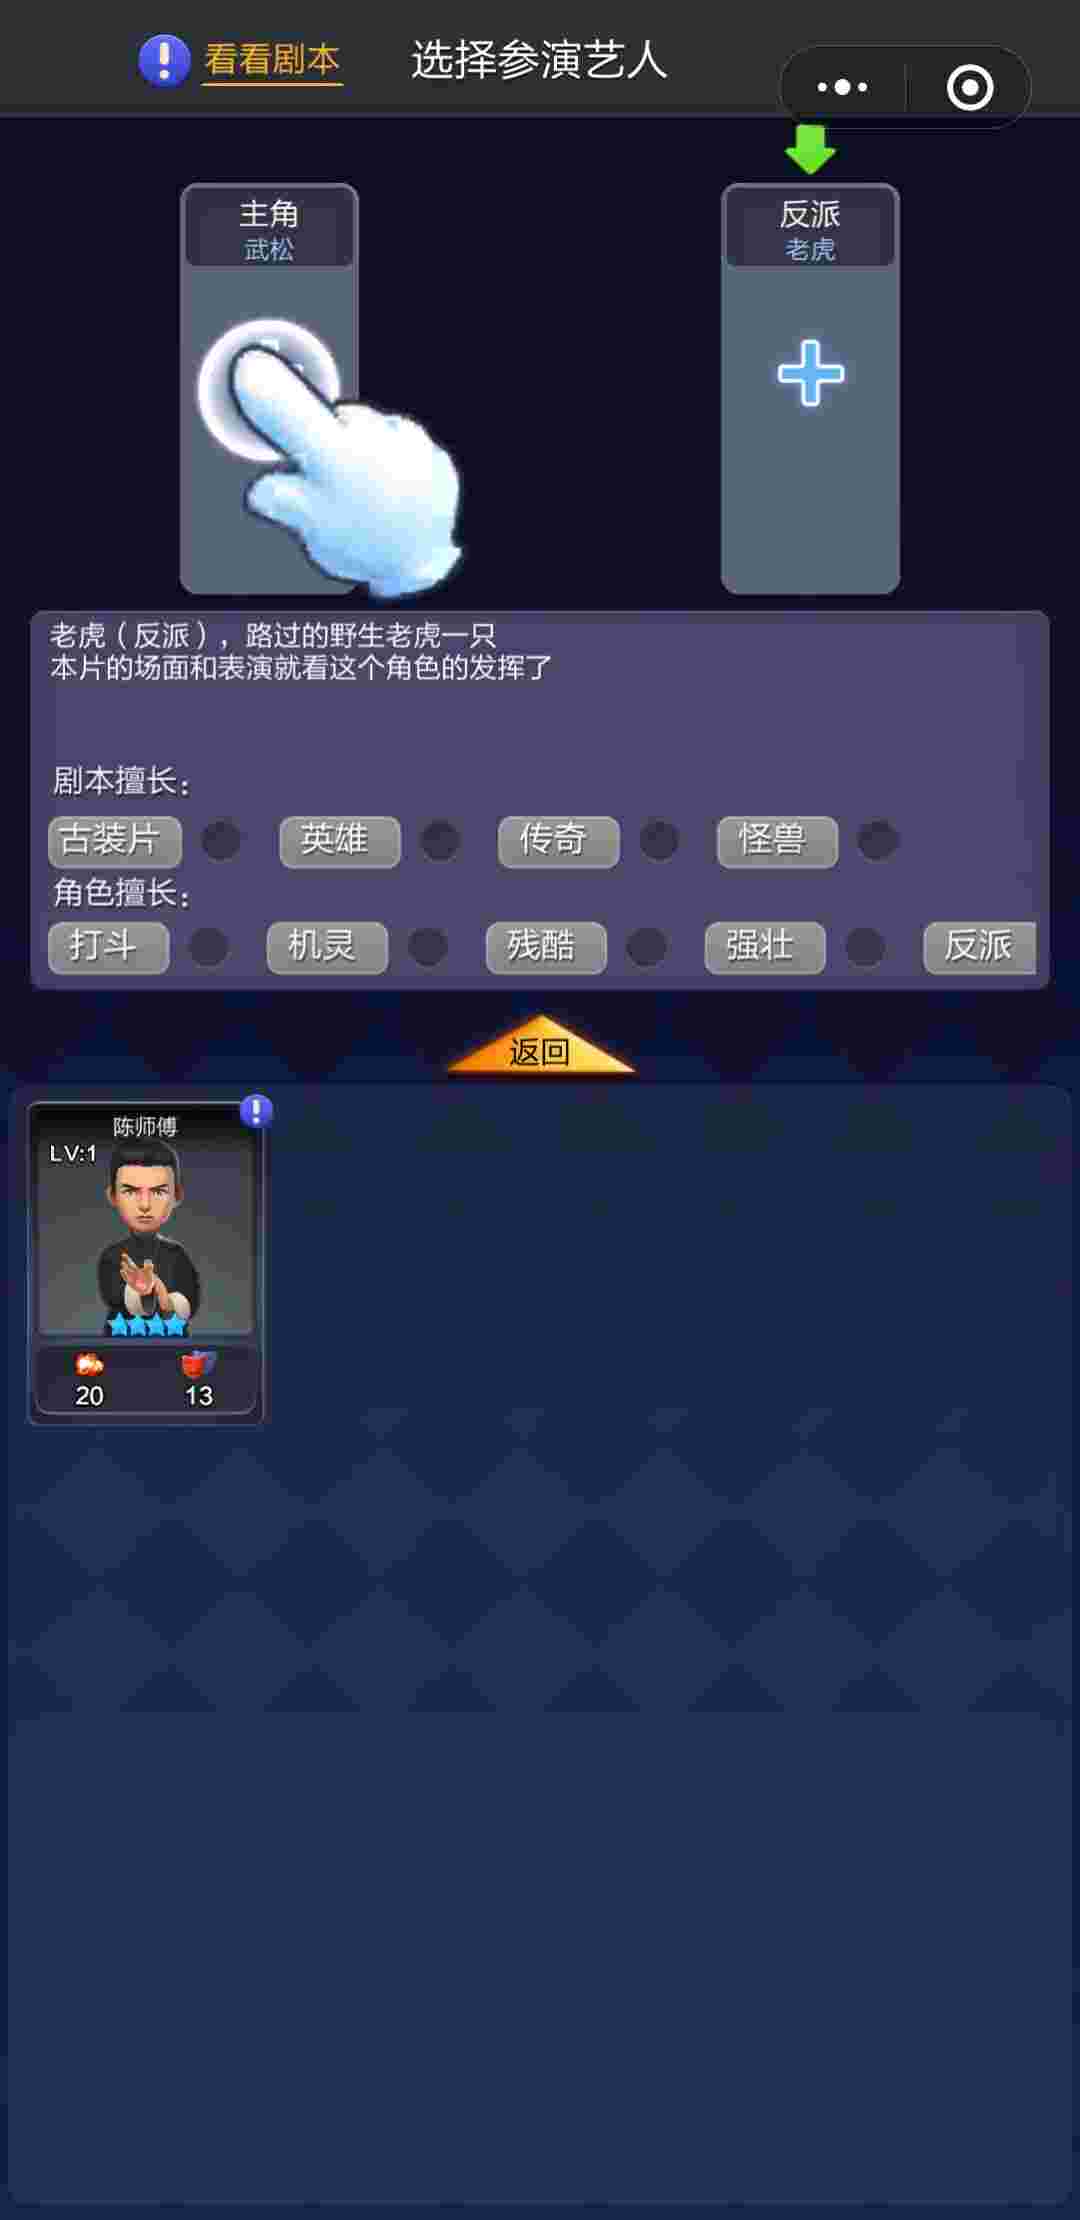 看看剧本
选择参演艺人
主角
武松
反派
老虎
老虎（反派），路过的野生老虎一只
本片的场面和表演就看这个角色的发挥了
剧本擅长：
古装片 英雄 传奇 怪兽
角色擅长：
打斗 机灵 残酷 强壮 反派
返回
陈师傅
LV:1
20 13